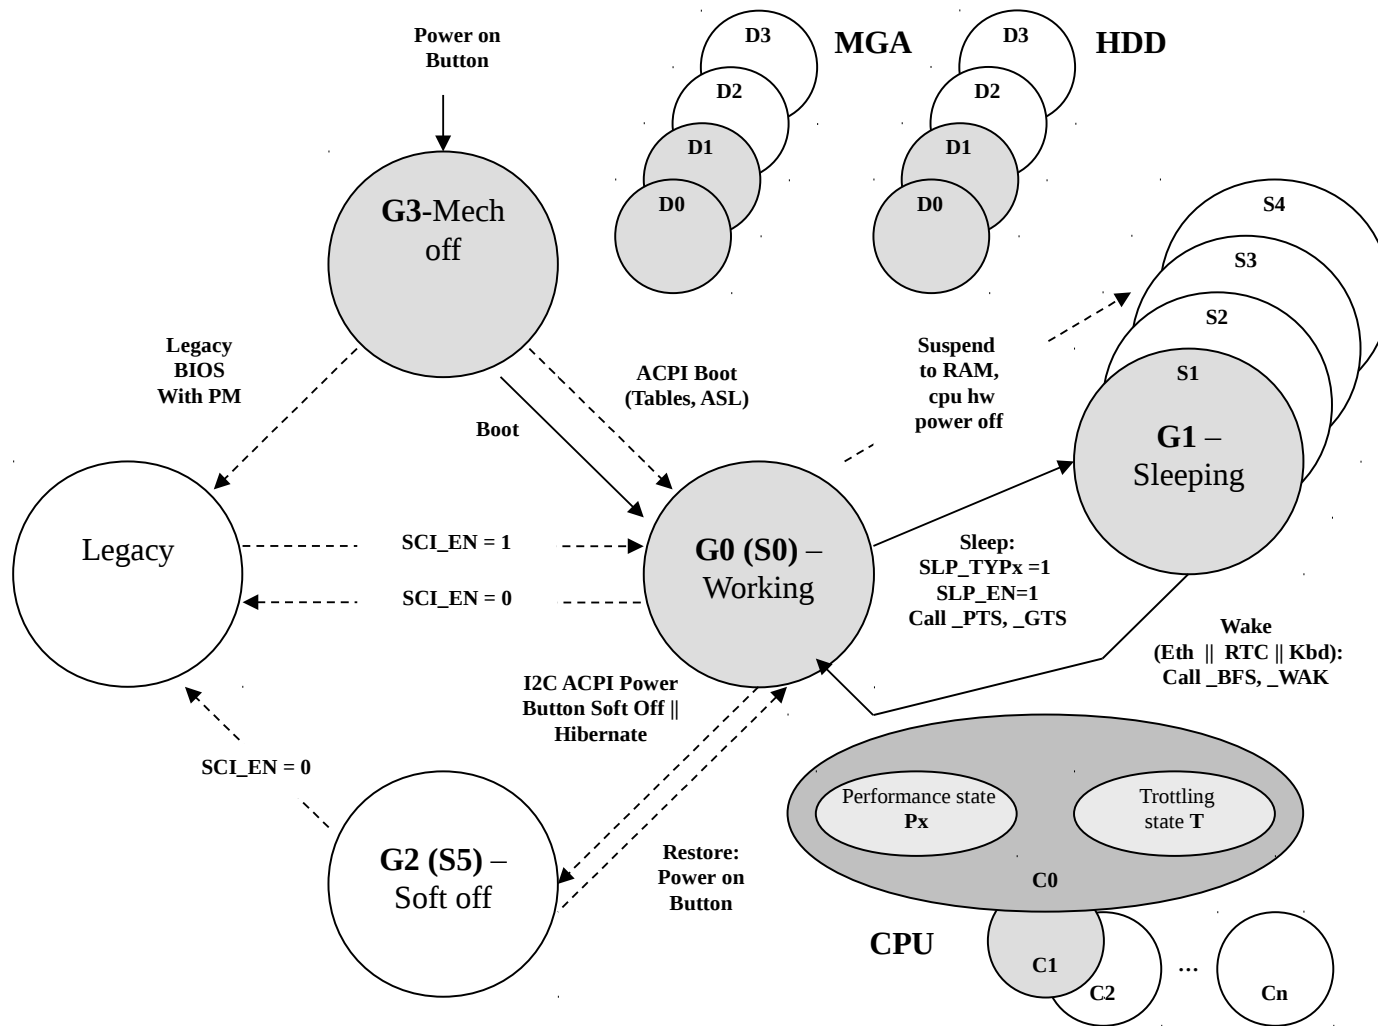 Power on
Button
D3
MGA
D3
HDD
D2
D2
D1
D1
D0
D0
G3-Mech
off
S4
S3
S2
S1
G1 –
Sleeping
Legacy
BIOS
With PM
ACPI Boot
(Tables, ASL)
Boot
Suspend
to RAM,
cpu hw
power off
Legacy
SCI_EN = 1
SCI_EN = 0
G0 (S0) –
Working
Sleep:
SLP_TYPx =1
SLP_EN=1
Call _PTS, _GTS
Wake
(Eth || RTC || Kbd):
Call _BFS, _WAK
I2C ACPI Power
Button Soft Off ||
Hibernate
SCI_EN = 0
G2 (S5) –
Soft off
Restore:
Power on
Button
Performance state
Px
Trottling
state T
C0
CPU
C1
C2
...
Cn